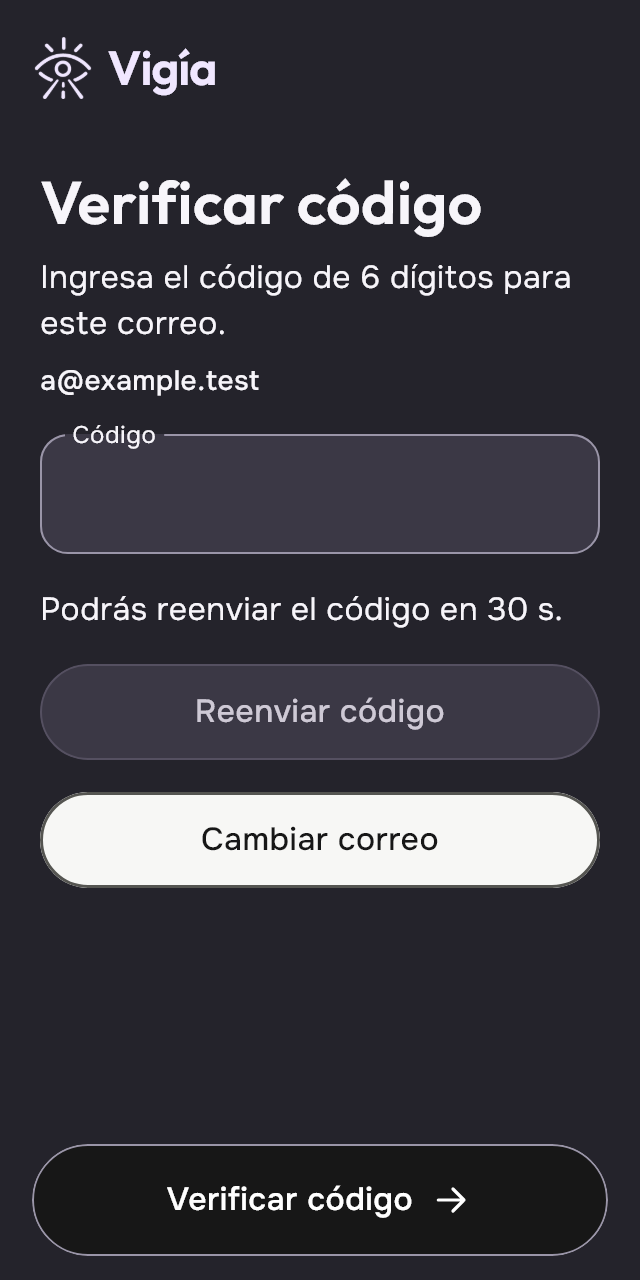 Vigía
Verificar código
Ingresa el código de 6 dígitos para
este correo.
a@example.test
Código
Podrás reenviar el código en 30 s.
Reenviar código
Cambiar correo
Verificar código →